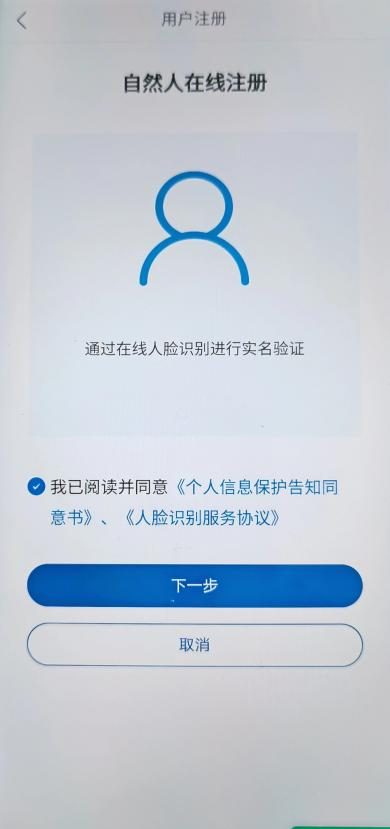 用户注册
自然人在线注册
通过在线人脸识别进行实名验证
我已阅读并同意《个人信息保护告知同
意书》、《人脸识别服务协议》
下一步
取消